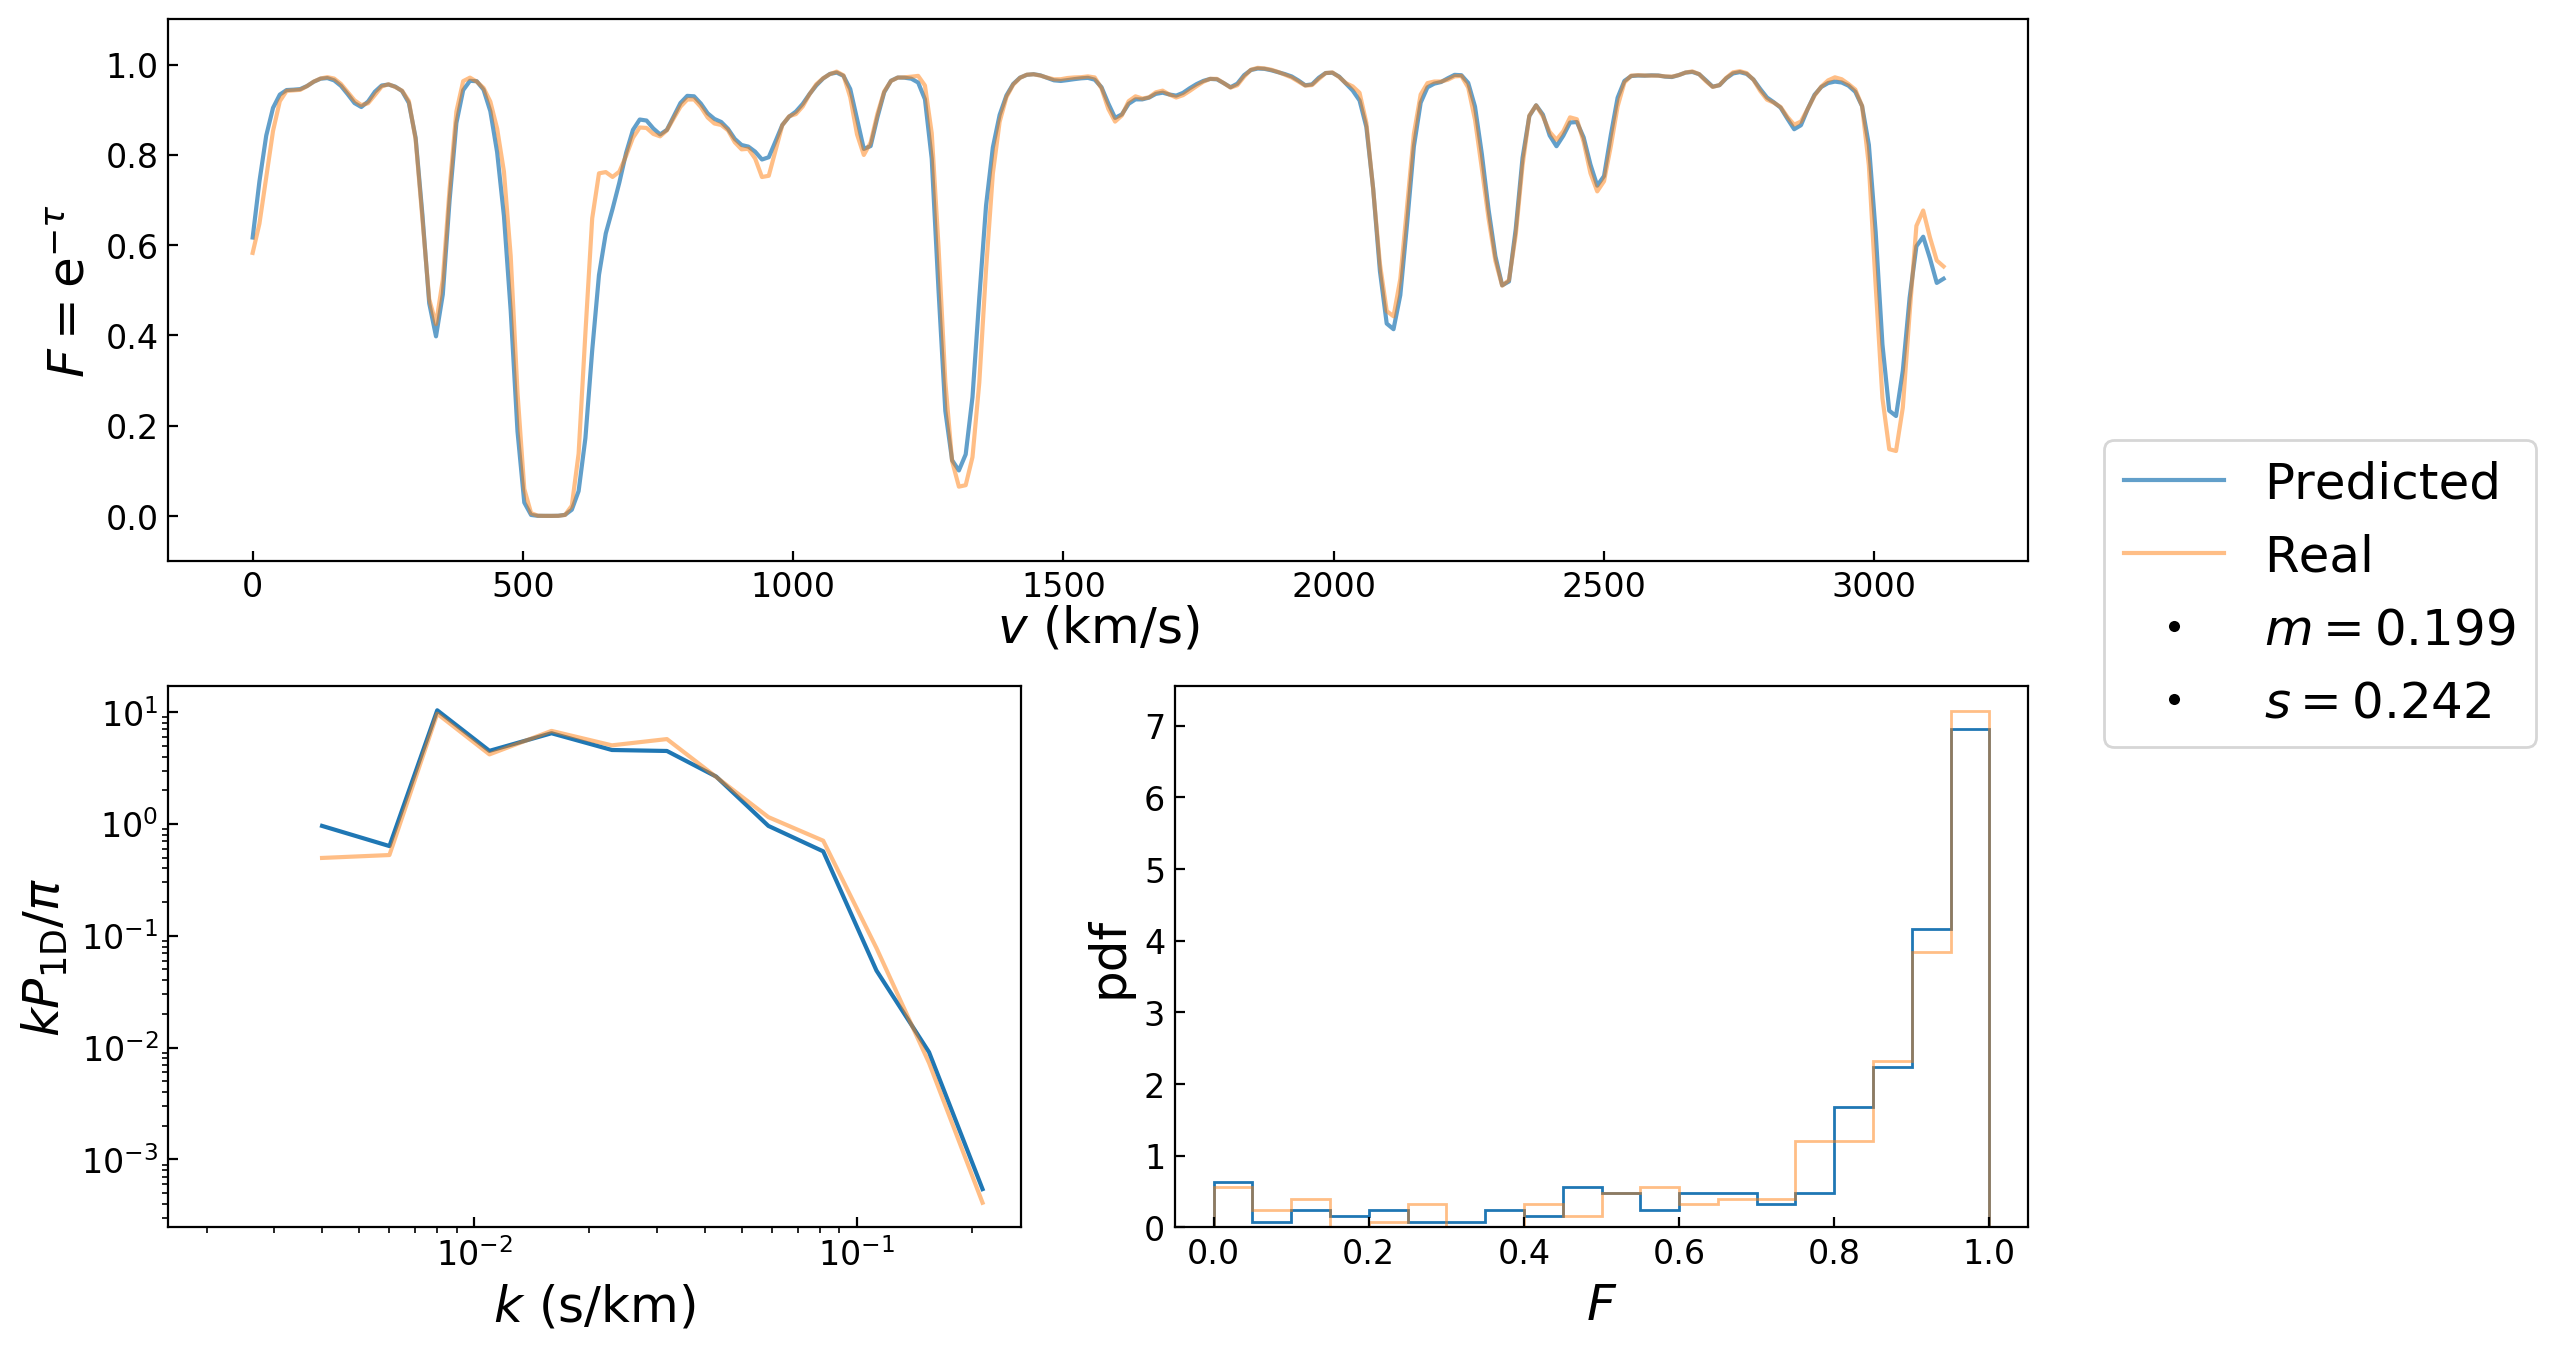 1.0
0.8
0.6
0.4
0.2
0.0
F = e^{-τ}
0 500 1000 1500 2000 2500 3000
v (km/s)
Predicted
Real
m = 0.199
s = 0.242
10^1
10^0
10^{-1}
10^{-2}
10^{-3}
kP_{1D}/π
10^{-2} 10^{-1}
k (s/km)
7
6
5
4
3
2
1
0
pdf
0.0 0.2 0.4 0.6 0.8 1.0
F